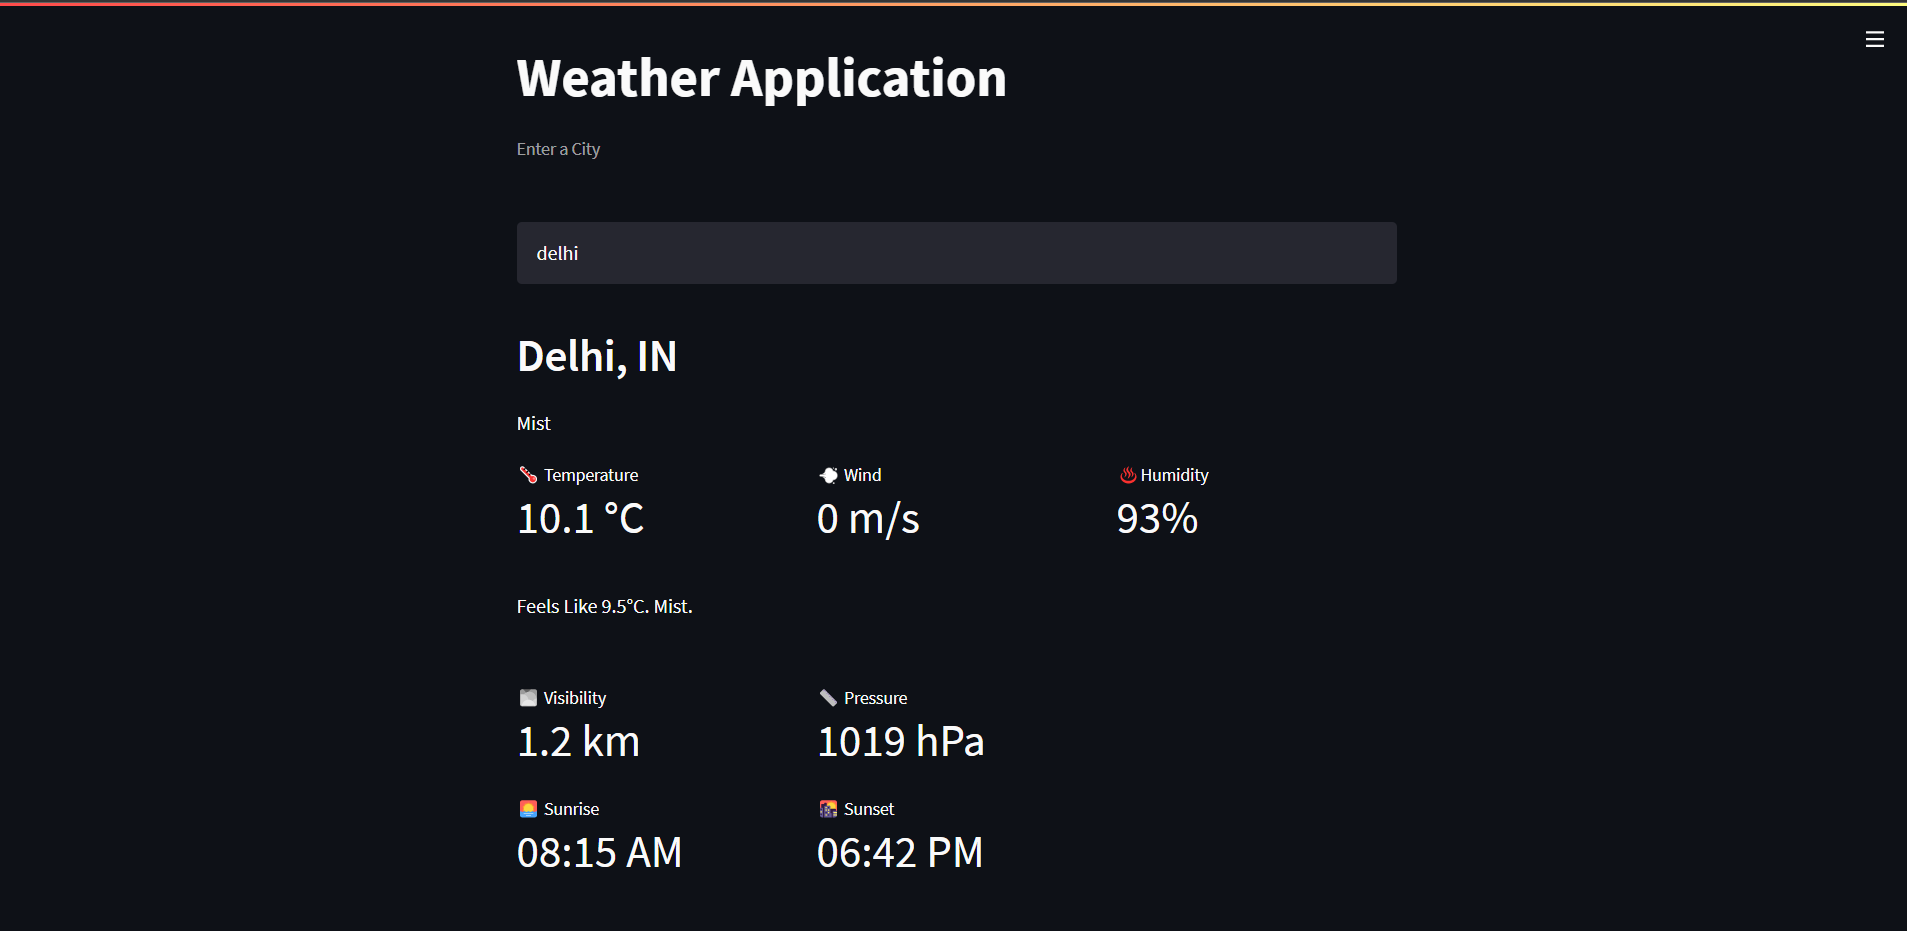 Weather Application
Enter a City
delhi
Delhi, IN
Mist
Temperature
10.1 °C
Wind
0 m/s
Humidity
93%
Feels Like 9.5°C. Mist.
Visibility
1.2 km
Pressure
1019 hPa
Sunrise
08:15 AM
Sunset
06:42 PM